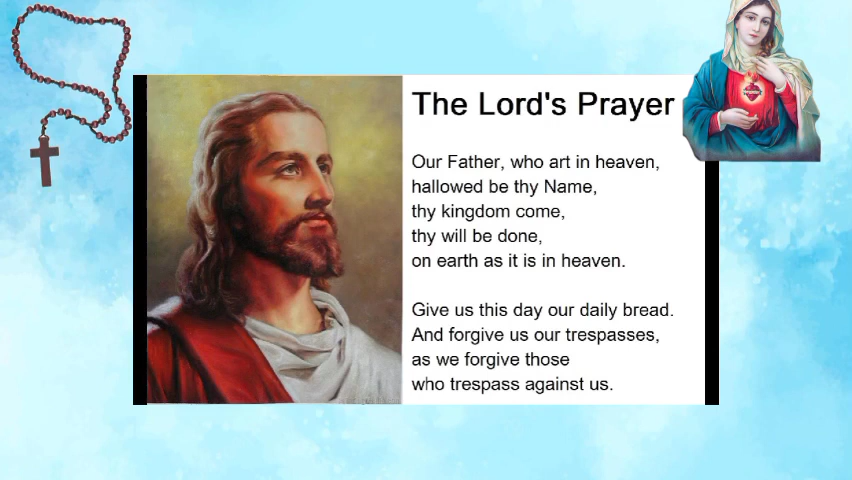 The Lord's Prayer
Our Father, who art in heaven,
hallowed be thy Name,
thy kingdom come,
thy will be done,
on earth as it is in heaven.
Give us this day our daily bread.
And forgive us our trespasses,
as we forgive those
who trespass against us.